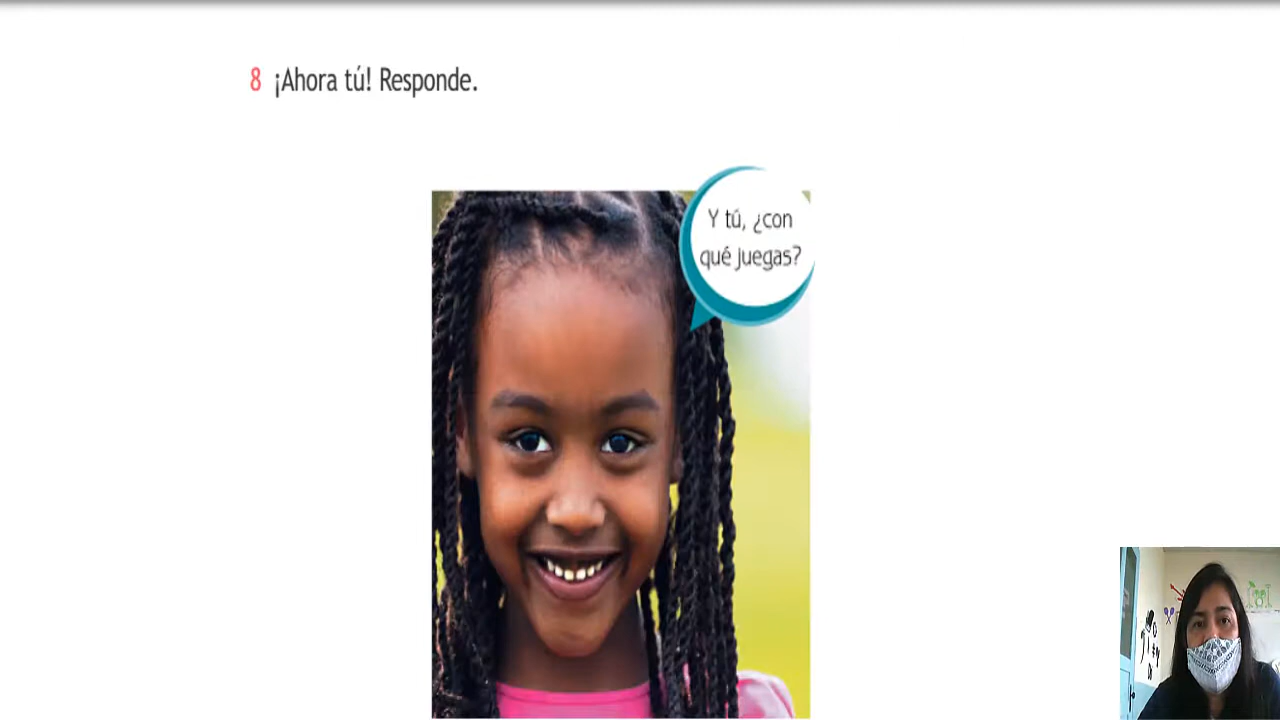 8 ¡Ahora tú! Responde.
Y tú, ¿con
qué juegas?